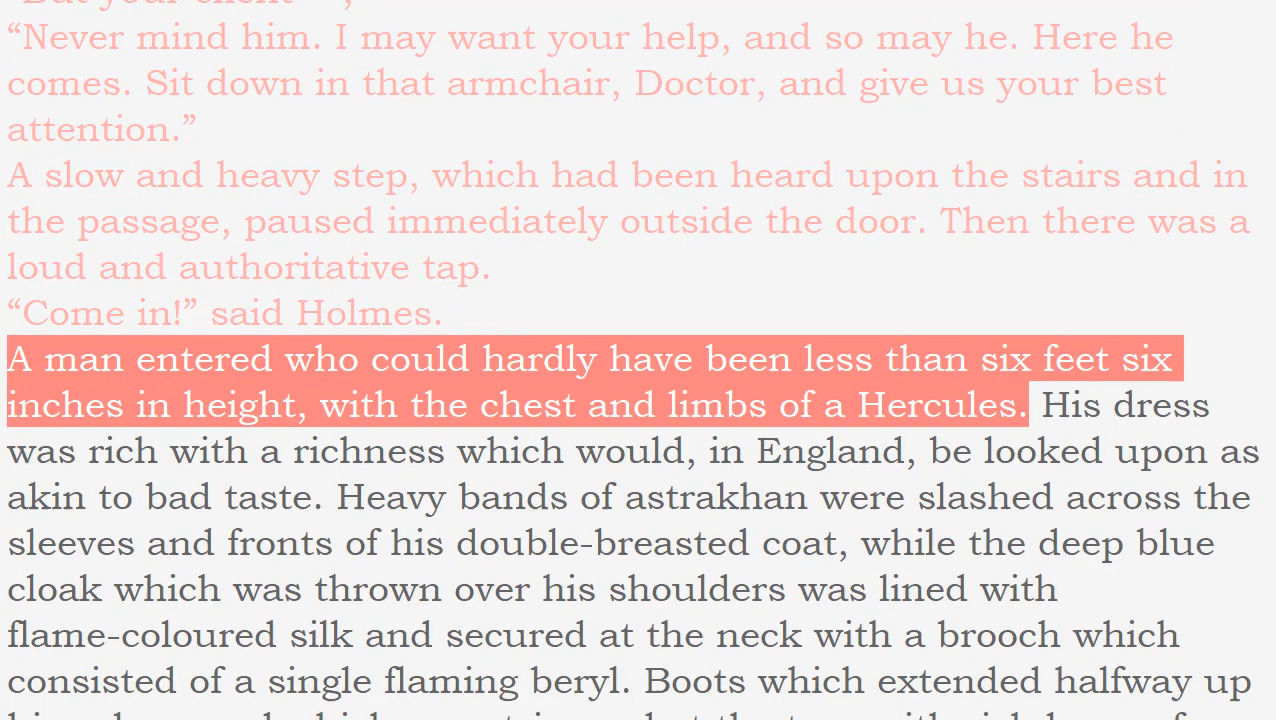 “Never mind him. I may want your help, and so may he. Here he
comes. Sit down in that armchair, Doctor, and give us your best
attention.”
A slow and heavy step, which had been heard upon the stairs and in
the passage, paused immediately outside the door. Then there was a
loud and authoritative tap.
“Come in!” said Holmes.
A man entered who could hardly have been less than six feet six
inches in height, with the chest and limbs of a Hercules. His dress
was rich with a richness which would, in England, be looked upon as
akin to bad taste. Heavy bands of astrakhan were slashed across the
sleeves and fronts of his double-breasted coat, while the deep blue
cloak which was thrown over his shoulders was lined with
flame-coloured silk and secured at the neck with a brooch which
consisted of a single flaming beryl. Boots which extended halfway up